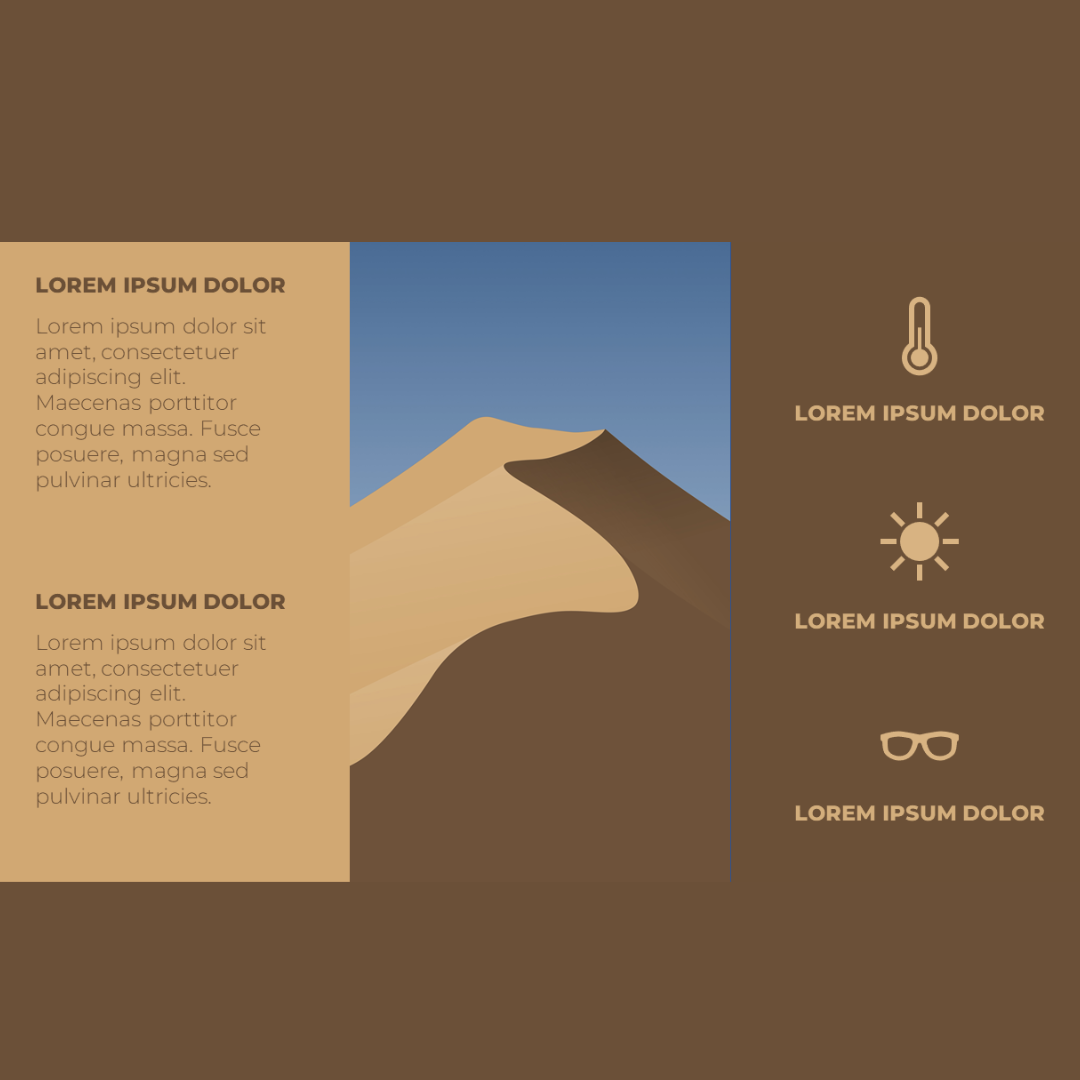 LOREM IPSUM DOLOR
Lorem ipsum dolor sit
amet, consectetuer
adipiscing elit.
Maecenas porttitor
congue massa. Fusce
posuere, magna sed
pulvinar ultricies.
LOREM IPSUM DOLOR
Lorem ipsum dolor sit
amet, consectetuer
adipiscing elit.
Maecenas porttitor
congue massa. Fusce
posuere, magna sed
pulvinar ultricies.
LOREM IPSUM DOLOR
LOREM IPSUM DOLOR
LOREM IPSUM DOLOR